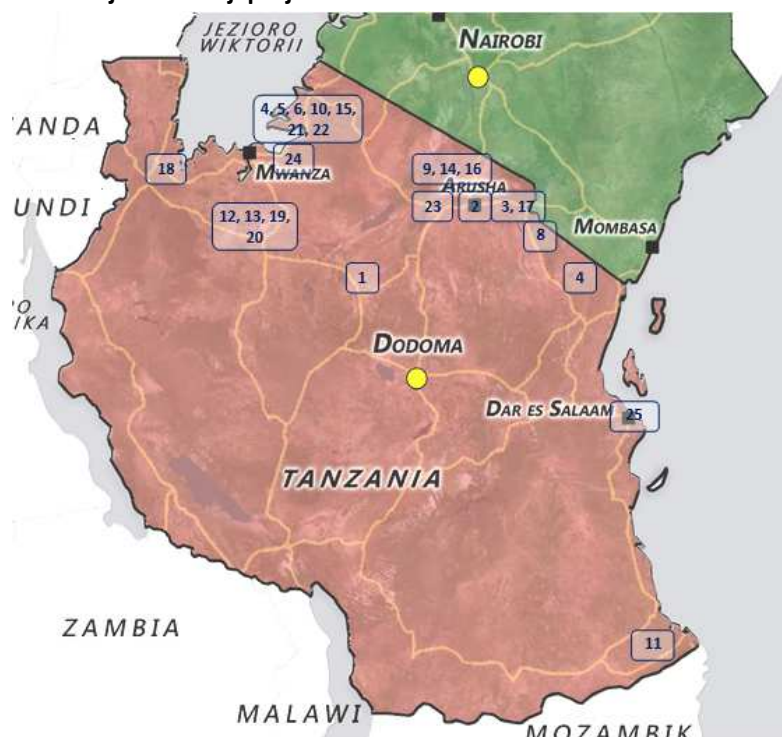 JEZIORO
WIKTORII
NAIROBI
4, 5, 6, 10, 15,
21, 22
ANDA
24
18
MWANZA
9, 14, 16
ARUSHA
UNDI
23
2
3, 17
12, 13, 19,
20
8
MOMBASA
1
4
IKA
DODOMA
DAR ES SALAAM
25
TANZANIA
ZAMBIA
11
MALAWI
MOZAMBIK